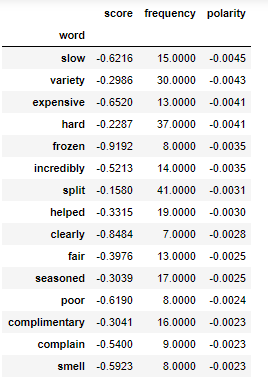 score frequency polarity
word
slow -0.6216 15.0000 -0.0045
variety -0.2986 30.0000 -0.0043
expensive -0.6520 13.0000 -0.0041
hard -0.2287 37.0000 -0.0041
frozen -0.9192 8.0000 -0.0035
incredibly -0.5213 14.0000 -0.0035
split -0.1580 41.0000 -0.0031
helped -0.3315 19.0000 -0.0030
clearly -0.8484 7.0000 -0.0028
fair -0.3976 13.0000 -0.0025
seasoned -0.3039 17.0000 -0.0025
poor -0.6190 8.0000 -0.0024
complimentary -0.3041 16.0000 -0.0023
complain -0.5400 9.0000 -0.0023
smell -0.5923 8.0000 -0.0023